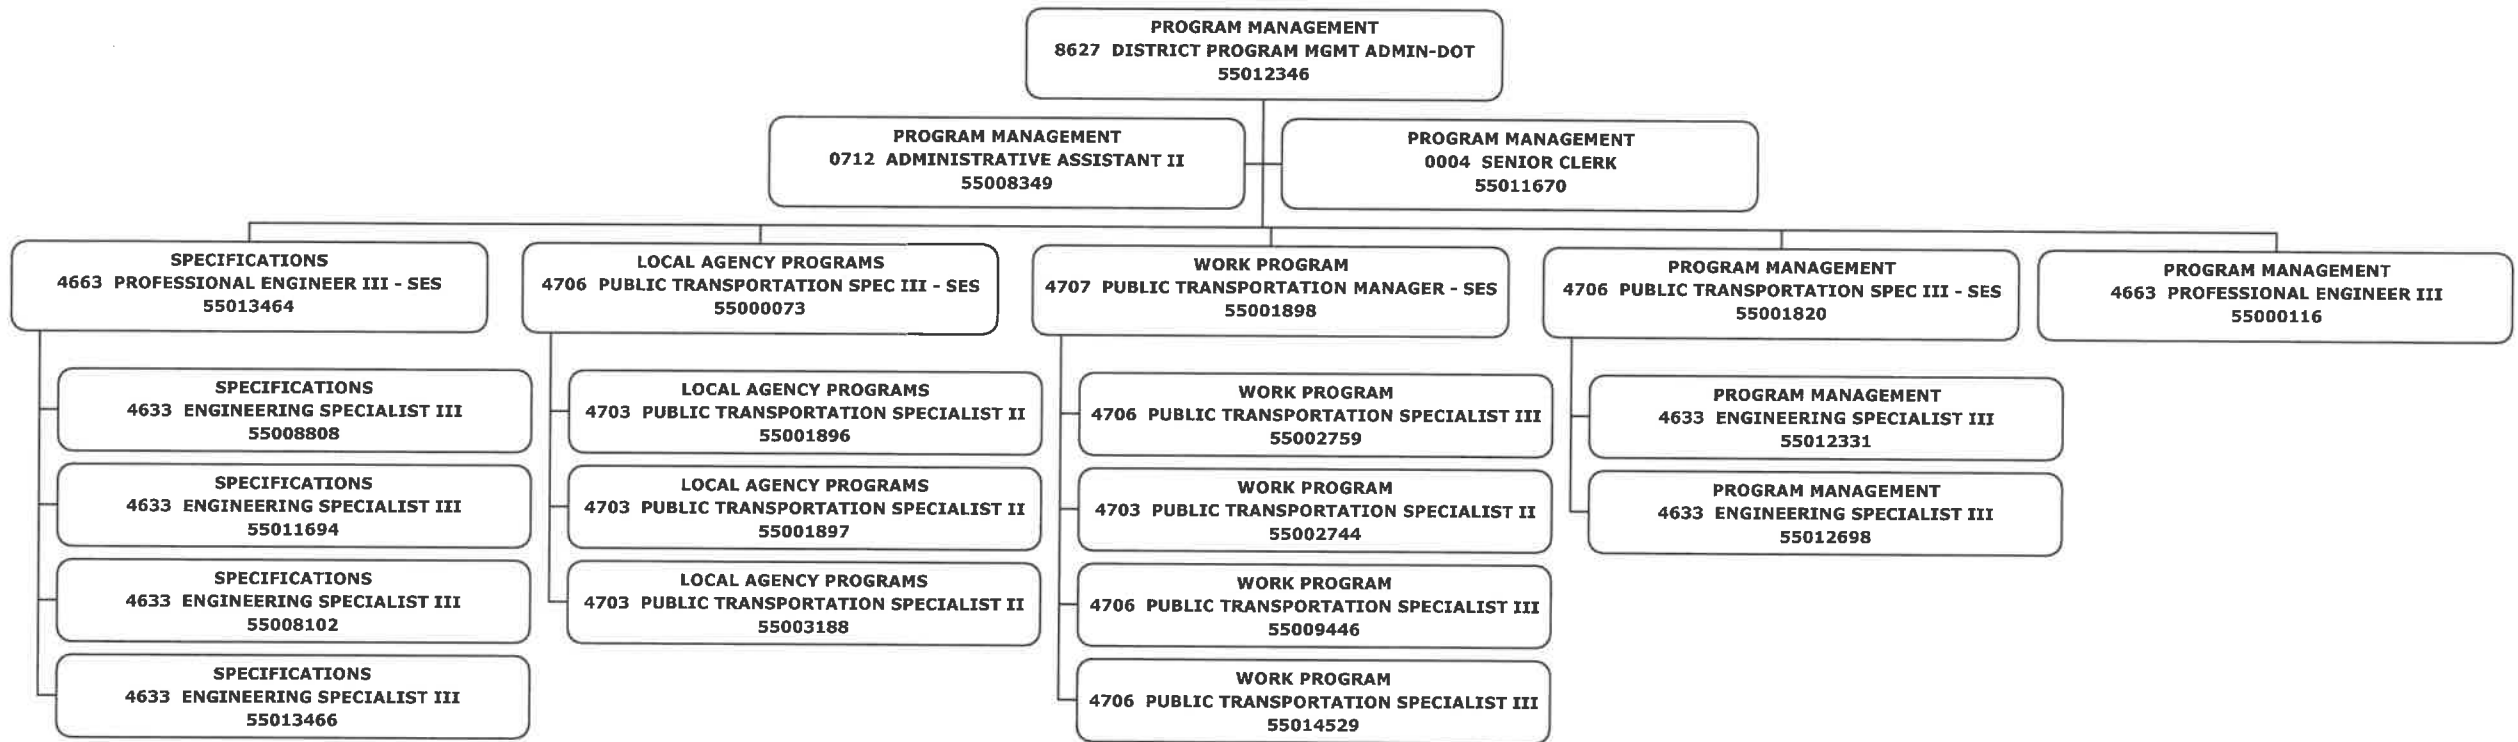 PROGRAM MANAGEMENT
8627 DISTRICT PROGRAM MGMT ADMIN-DOT
55012346
PROGRAM MANAGEMENT
0712 ADMINISTRATIVE ASSISTANT II
55008349
PROGRAM MANAGEMENT
0004 SENIOR CLERK
55011670
SPECIFICATIONS
4663 PROFESSIONAL ENGINEER III - SES
55013464
LOCAL AGENCY PROGRAMS
4706 PUBLIC TRANSPORTATION SPEC III - SES
55000073
WORK PROGRAM
4707 PUBLIC TRANSPORTATION MANAGER - SES
55001898
PROGRAM MANAGEMENT
4706 PUBLIC TRANSPORTATION SPEC III - SES
55001820
PROGRAM MANAGEMENT
4663 PROFESSIONAL ENGINEER III
55000116
SPECIFICATIONS
4633 ENGINEERING SPECIALIST III
55008808
SPECIFICATIONS
4633 ENGINEERING SPECIALIST III
55011694
SPECIFICATIONS
4633 ENGINEERING SPECIALIST III
55008102
SPECIFICATIONS
4633 ENGINEERING SPECIALIST III
55013466
LOCAL AGENCY PROGRAMS
4703 PUBLIC TRANSPORTATION SPECIALIST II
55001896
LOCAL AGENCY PROGRAMS
4703 PUBLIC TRANSPORTATION SPECIALIST II
55001897
LOCAL AGENCY PROGRAMS
4703 PUBLIC TRANSPORTATION SPECIALIST II
55003188
WORK PROGRAM
4706 PUBLIC TRANSPORTATION SPECIALIST III
55002759
WORK PROGRAM
4703 PUBLIC TRANSPORTATION SPECIALIST II
55002744
WORK PROGRAM
4706 PUBLIC TRANSPORTATION SPECIALIST III
55009446
WORK PROGRAM
4706 PUBLIC TRANSPORTATION SPECIALIST III
55014529
PROGRAM MANAGEMENT
4633 ENGINEERING SPECIALIST III
55012331
PROGRAM MANAGEMENT
4633 ENGINEERING SPECIALIST III
55012698